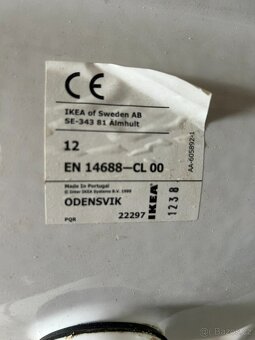 CE
IKEA of Sweden AB
SE-343 81 Älmhult
12
EN 14688–CL 00
Made in Portugal
© Inter IKEA Systems B.V. 1999
ODENSVIK
PQR
22297
IKEA
1238
AA-605892-1